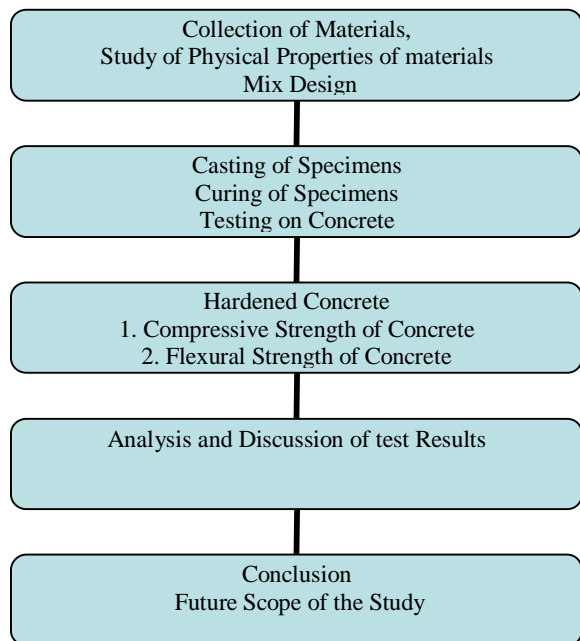 Collection of Materials,
Study of Physical Properties of materials
Mix Design
Casting of Specimens
Curing of Specimens
Testing on Concrete
Hardened Concrete
1. Compressive Strength of Concrete
2. Flexural Strength of Concrete
Analysis and Discussion of test Results
Conclusion
Future Scope of the Study